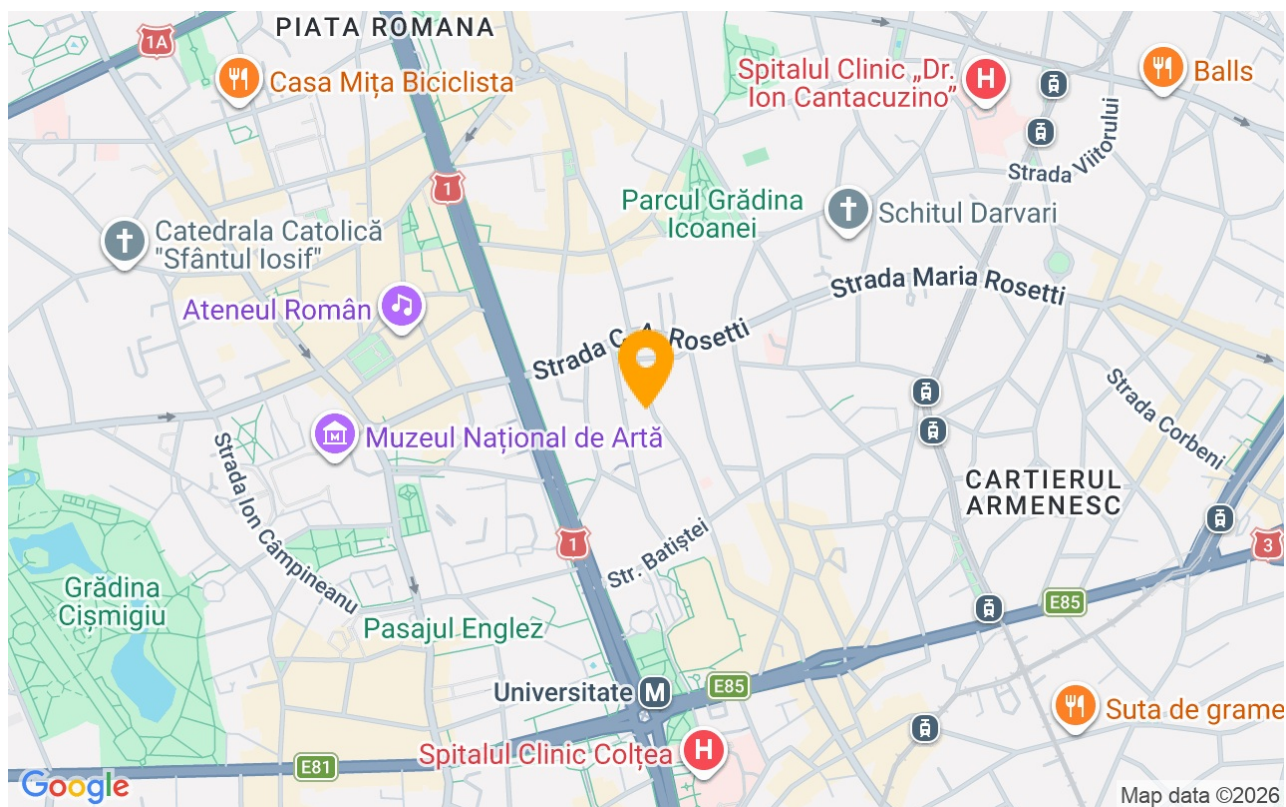 PIATA ROMANA
1A
Casa Mița Biciclista
Spitalul Clinic „Dr.
Ion Cantacuzino”
H
Balls
1
Strada Viitorului
Parcul Grădina
Icoanei
Schitul Darvari
Catedrala Catolică
"Sfântul Iosif"
Ateneul Român
Strada Maria Rosetti
Strada C. A. Rosetti
Muzeul Național de Artă
M
Strada Corbeni
Strada Ion Câmpineanu
CARTIERUL
ARMENESC
1
3
Str. Batiștei
Grădina
Cișmigiu
E85
Pasajul Englez
Universitate
M
E85
Suta de grame
Spitalul Clinic Colțea
H
E81
Google
Map data ©2026